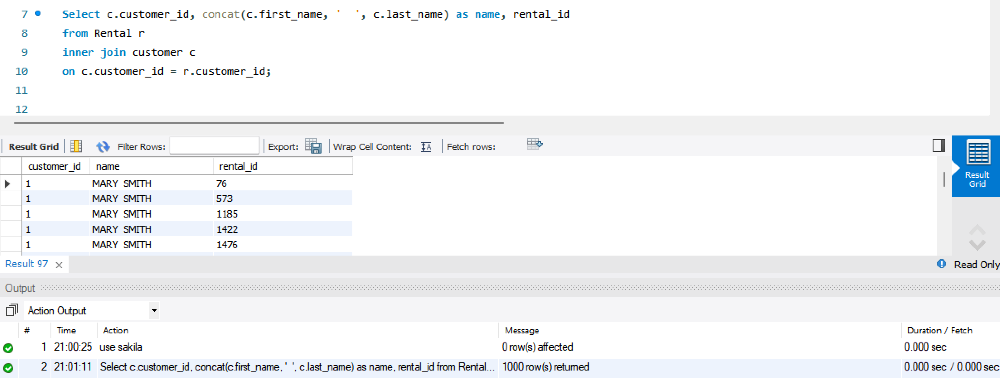 7 Select c.customer_id, concat(c.first_name, '  ', c.last_name) as name, rental_id
8 from Rental r
9 inner join customer c
10 on c.customer_id = r.customer_id;
11
12
Result Grid Filter Rows: Export: Wrap Cell Content: Fetch rows:
customer_id name rental_id
1 MARY  SMITH 76
1 MARY  SMITH 573
1 MARY  SMITH 1185
1 MARY  SMITH 1422
1 MARY  SMITH 1476
Result
Grid
Result 97 Read Only
Output
Action Output
# Time Action Message Duration / Fetch
1 21:00:25 use sakila 0 row(s) affected 0.000 sec
2 21:01:11 Select c.customer_id, concat(c.first_name, '  ', c.last_name) as name, rental_id from Rental... 1000 row(s) returned 0.000 sec / 0.000 sec